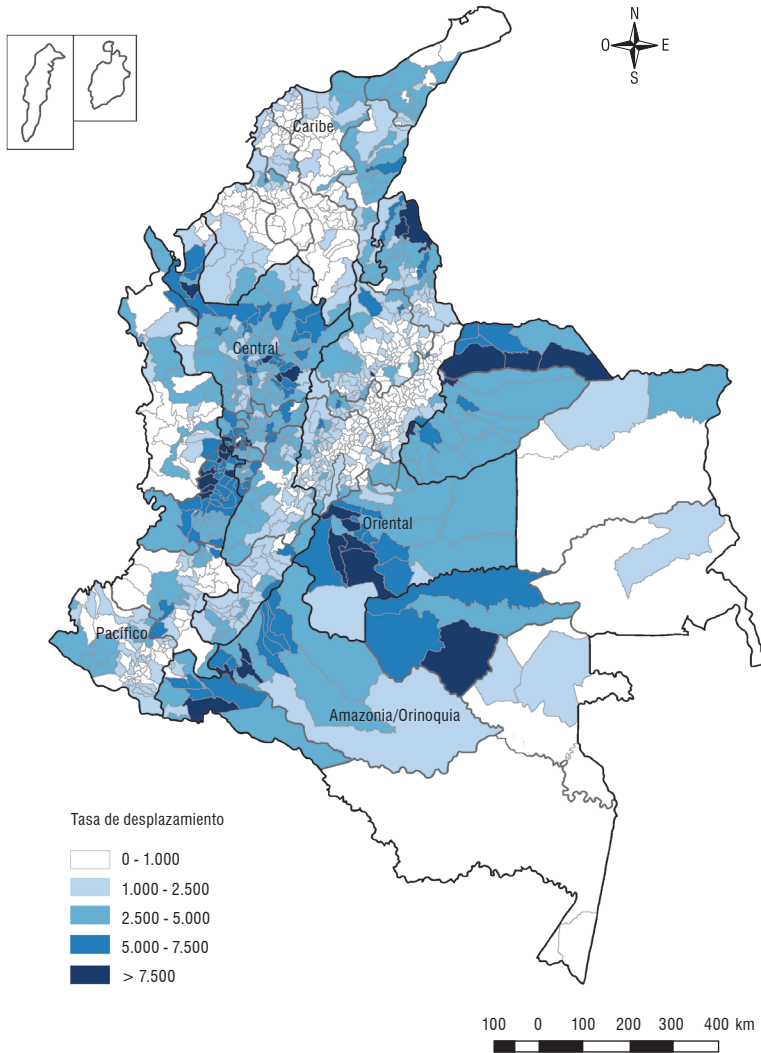 N
O E
S
Caribe
Central
Oriental
Pacífico
Amazonia/Orinoquia
Tasa de desplazamiento
0 - 1.000
1.000 - 2.500
2.500 - 5.000
5.000 - 7.500
> 7.500
100 0 100 200 300 400 km